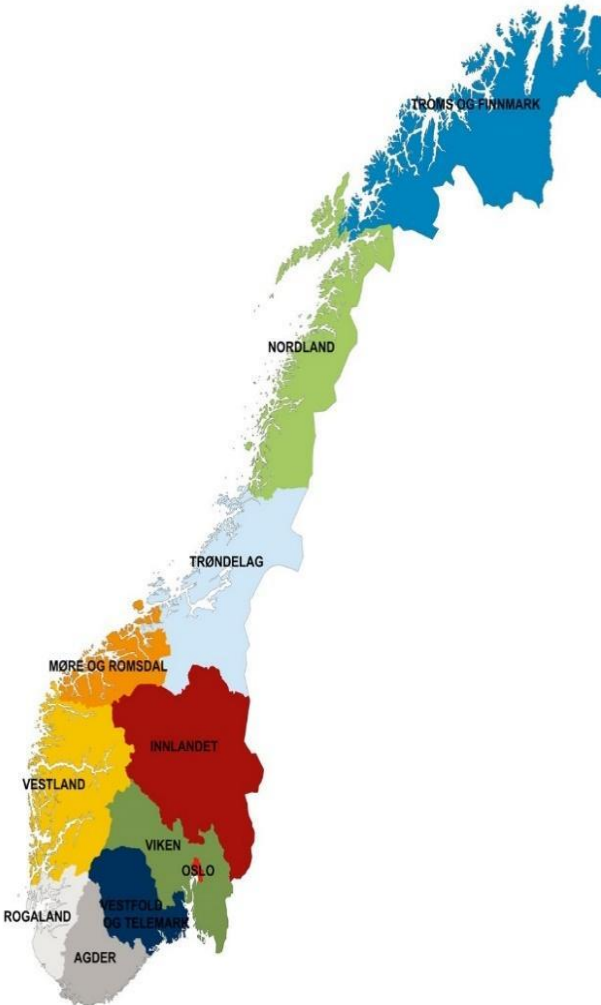 TROMS OG FINNMARK
NORDLAND
TRØNDELAG
MØRE OG ROMSDAL
INNLANDET
VESTLAND
VIKEN
OSLO
VESTFOLD
OG TELEMARK
ROGALAND
AGDER